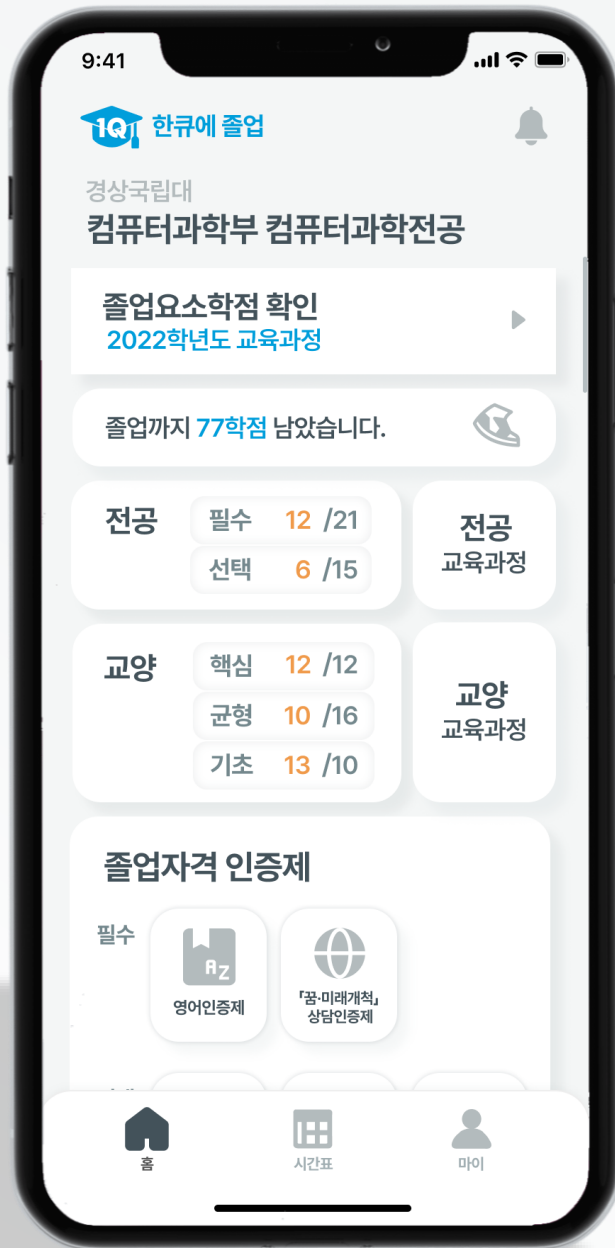 9:41
1Q 한큐에 졸업
경상국립대
컴퓨터과학부 컴퓨터과학전공
졸업요소학점 확인
2022학년도 교육과정
졸업까지 77학점 남았습니다.
전공
필수 12 /21
선택 6 /15
전공
교육과정
교양
핵심 12 /12
균형 10 /16
기초 13 /10
교양
교육과정
졸업자격 인증제
필수
AZ
영어인증제
「꿈·미래개척」
상담인증제
홈
시간표
마이